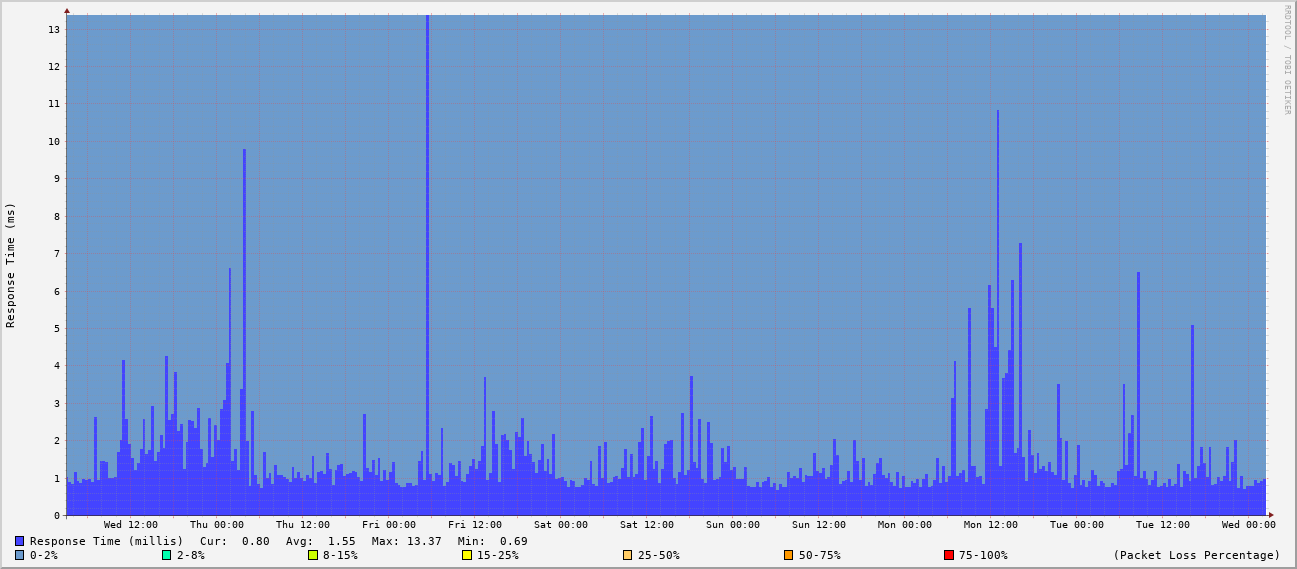 RRDTOOL / TOBI OETIKER
Response Time (ms)
13
12
11
10
9
8
7
6
5
4
3
2
1
0
Wed 12:00 Thu 00:00 Thu 12:00 Fri 00:00 Fri 12:00 Sat 00:00 Sat 12:00 Sun 00:00 Sun 12:00 Mon 00:00 Mon 12:00 Tue 00:00 Tue 12:00 Wed 00:00
Response Time (millis) Cur: 0.80 Avg: 1.55 Max: 13.37 Min: 0.69
0-2% 2-8% 8-15% 15-25% 25-50% 50-75% 75-100% (Packet Loss Percentage)